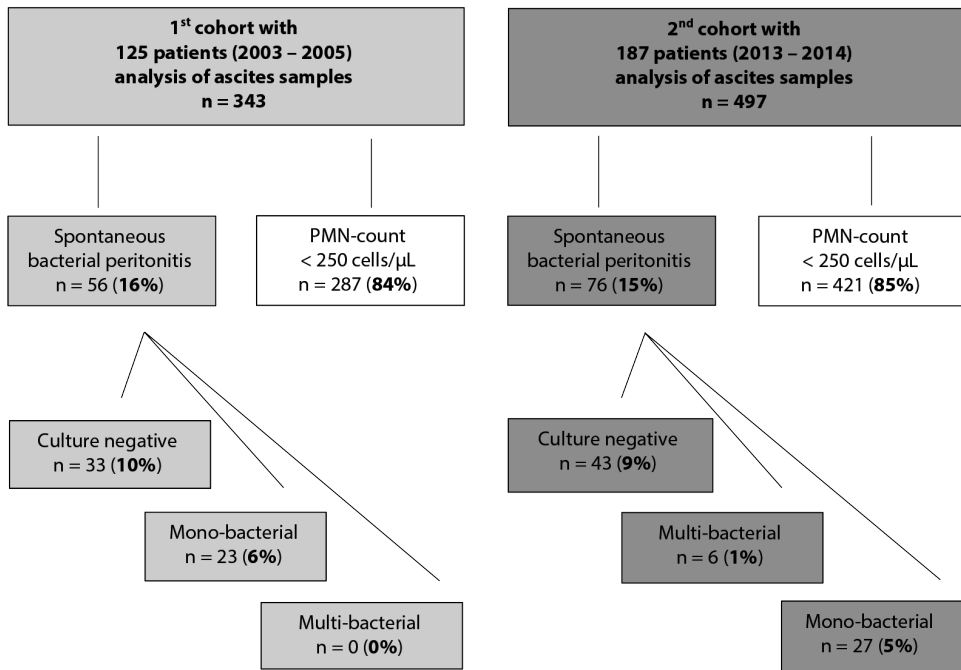 1st cohort with
125 patients (2003 – 2005)
analysis of ascites samples
n = 343
2nd cohort with
187 patients (2013 – 2014)
analysis of ascites samples
n = 497
Spontaneous
bacterial peritonitis
n = 56 (16%)
PMN-count
< 250 cells/µL
n = 287 (84%)
Spontaneous
bacterial peritonitis
n = 76 (15%)
PMN-count
< 250 cells/µL
n = 421 (85%)
Culture negative
n = 33 (10%)
Mono-bacterial
n = 23 (6%)
Multi-bacterial
n = 0 (0%)
Culture negative
n = 43 (9%)
Multi-bacterial
n = 6 (1%)
Mono-bacterial
n = 27 (5%)